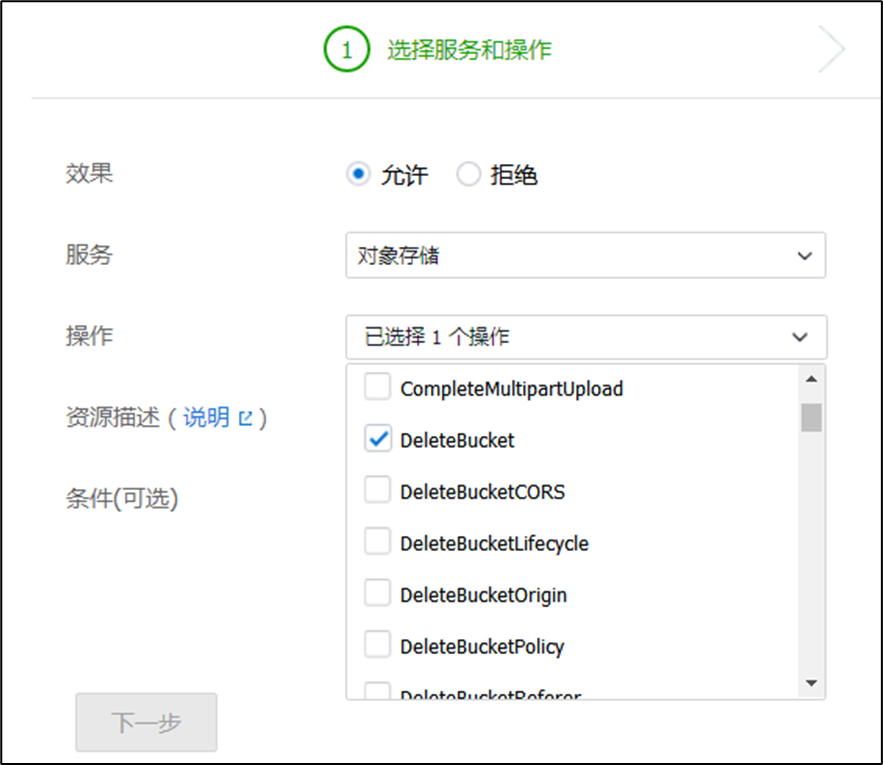 1 选择服务和操作
效果 允许 拒绝
服务 对象存储
操作 已选择 1 个操作
CompleteMultipartUpload
资源描述 ( 说明 )
DeleteBucket
DeleteBucketCORS
条件(可选)
DeleteBucketLifecycle
DeleteBucketOrigin
DeleteBucketPolicy
DeleteBucketReferer
下一步